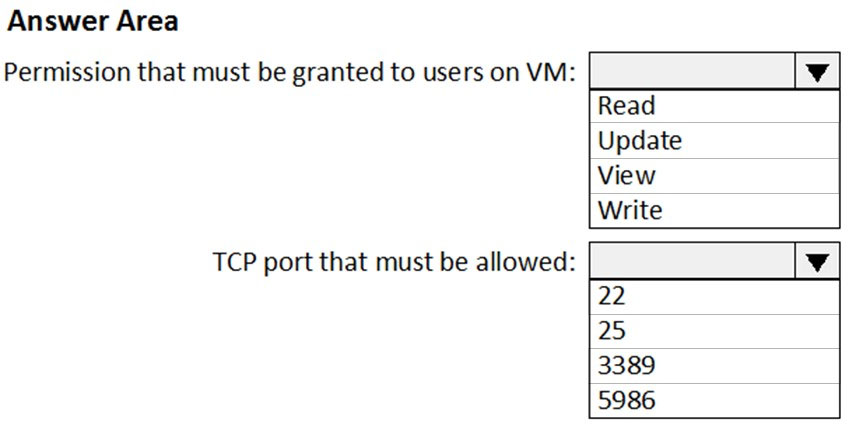 Answer Area
Permission that must be granted to users on VM:
Read
Update
View
Write
TCP port that must be allowed:
22
25
3389
5986